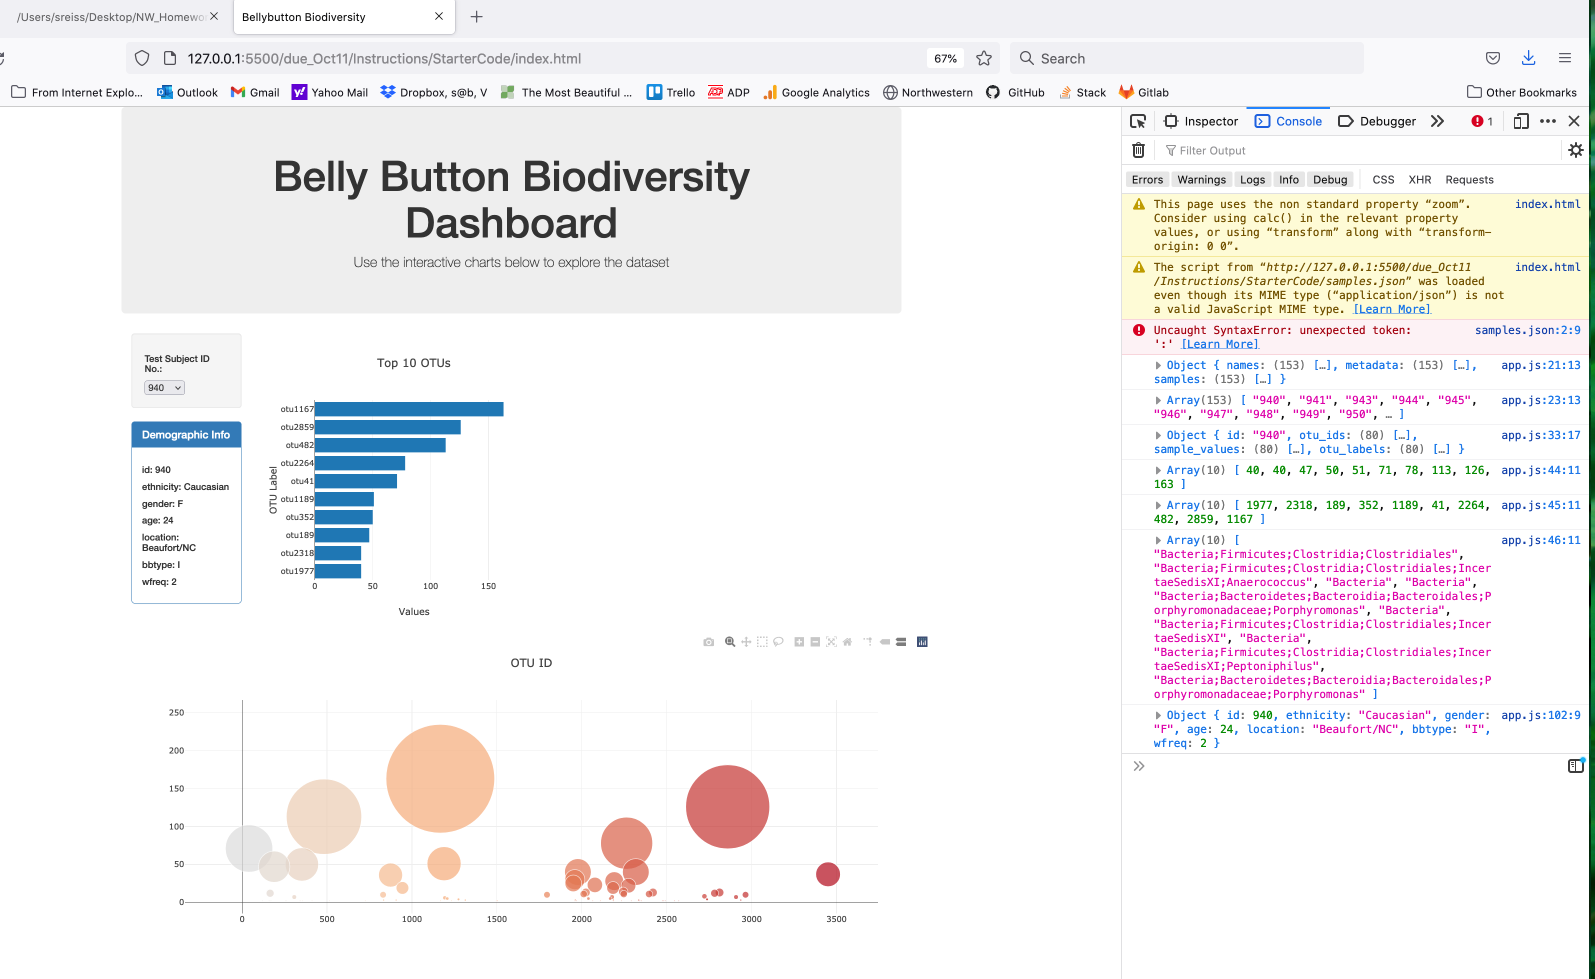 /Users/sreiss/Desktop/NW_Homewo
Bellybutton Biodiversity
127.0.0.1:5500/due_Oct11/Instructions/StarterCode/index.html
67%
Search
From Internet Explo...
Outlook
Gmail
Yahoo Mail
Dropbox, s@b, V
The Most Beautiful ...
Trello
ADP
Google Analytics
Northwestern
GitHub
Stack
Gitlab
Other Bookmarks
Belly Button Biodiversity
Dashboard
Use the interactive charts below to explore the dataset
Test Subject ID
No.:
940
Demographic Info
id: 940
ethnicity: Caucasian
gender: F
age: 24
location:
Beaufort/NC
bbtype: I
wfreq: 2
Top 10 OTUs
OTU Label
otu1167
otu2859
otu482
otu2264
otu41
otu1189
otu352
otu189
otu2318
otu1977
0 50 100 150
Values
OTU ID
250
200
150
100
50
0
0 500 1000 1500 2000 2500 3000 3500
Inspector
Console
Debugger
1
Filter Output
Errors Warnings Logs Info Debug CSS XHR Requests
This page uses the non standard property “zoom”. index.html
Consider using calc() in the relevant property
values, or using “transform” along with “transform-
origin: 0 0”.
The script from “http://127.0.0.1:5500/due_Oct11 index.html
/Instructions/StarterCode/samples.json” was loaded
even though its MIME type (“application/json”) is not
a valid JavaScript MIME type. [Learn More]
Uncaught SyntaxError: unexpected token: samples.json:2:9
':' [Learn More]
Object { names: (153) […], metadata: (153) […], app.js:21:13
samples: (153) […] }
Array(153) [ "940", "941", "943", "944", "945", app.js:23:13
"946", "947", "948", "949", "950", … ]
Object { id: "940", otu_ids: (80) […], app.js:33:17
sample_values: (80) […], otu_labels: (80) […] }
Array(10) [ 40, 40, 47, 50, 51, 71, 78, 113, 126, app.js:44:11
163 ]
Array(10) [ 1977, 2318, 189, 352, 1189, 41, 2264, app.js:45:11
482, 2859, 1167 ]
Array(10) [ app.js:46:11
"Bacteria;Firmicutes;Clostridia;Clostridiales",
"Bacteria;Firmicutes;Clostridia;Clostridiales;Incer
taeSedisXI;Anaerococcus", "Bacteria", "Bacteria",
"Bacteria;Bacteroidetes;Bacteroidia;Bacteroidales;P
orphyromonadaceae;Porphyromonas", "Bacteria",
"Bacteria;Firmicutes;Clostridia;Clostridiales;Incer
taeSedisXI", "Bacteria",
"Bacteria;Firmicutes;Clostridia;Clostridiales;Incer
taeSedisXI;Peptoniphilus",
"Bacteria;Bacteroidetes;Bacteroidia;Bacteroidales;P
orphyromonadaceae;Porphyromonas" ]
Object { id: 940, ethnicity: "Caucasian", gender: app.js:102:9
"F", age: 24, location: "Beaufort/NC", bbtype: "I",
wfreq: 2 }